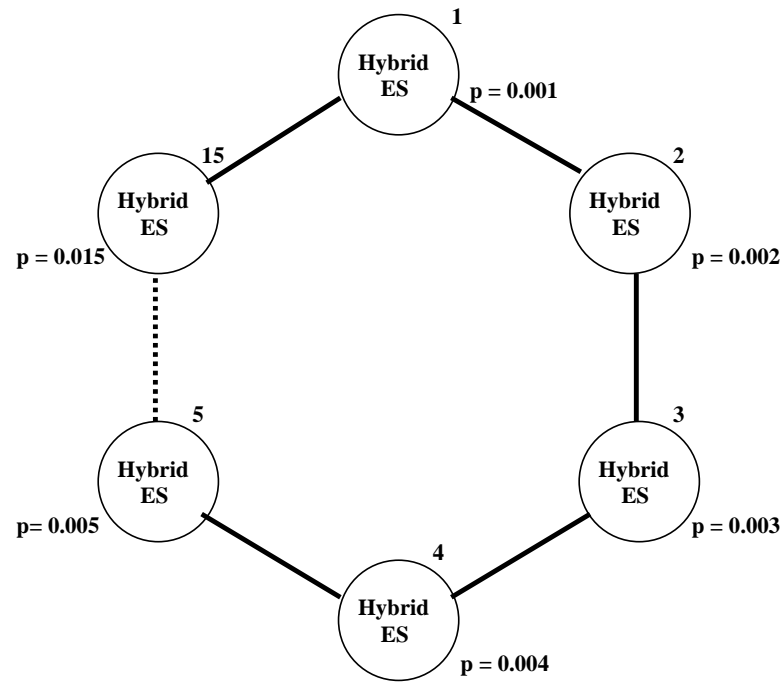 1
Hybrid
ES
p = 0.001
15
Hybrid
ES
p = 0.015
2
Hybrid
ES
p = 0.002
5
Hybrid
ES
p= 0.005
3
Hybrid
ES
p = 0.003
4
Hybrid
ES
p = 0.004